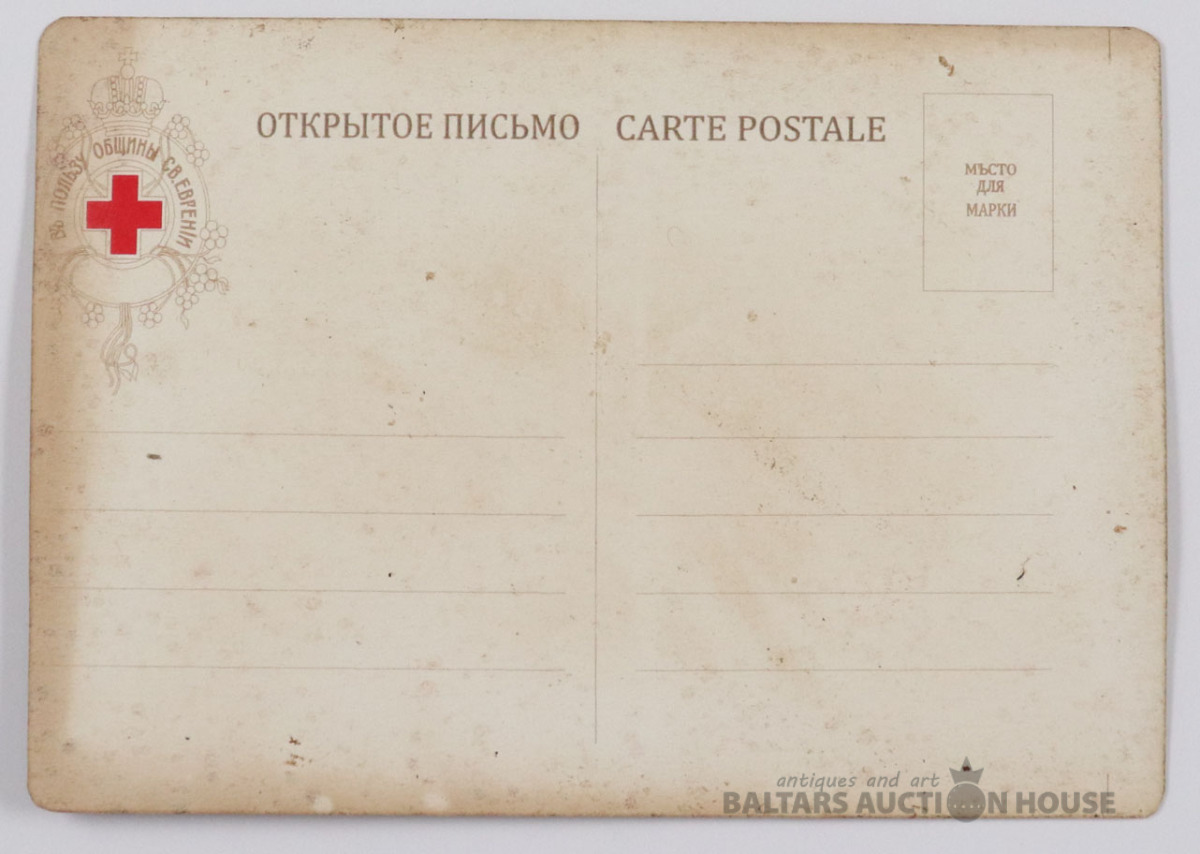 Въ ПОЛЬЗУ ОБЩИНЫ СВ. ЕВГЕНІИ
ОТКРЫТОЕ ПИСЬМО CARTE POSTALE
МѢСТО
ДЛЯ
МАРКИ
antiques and art
BALTARS AUCTION HOUSE